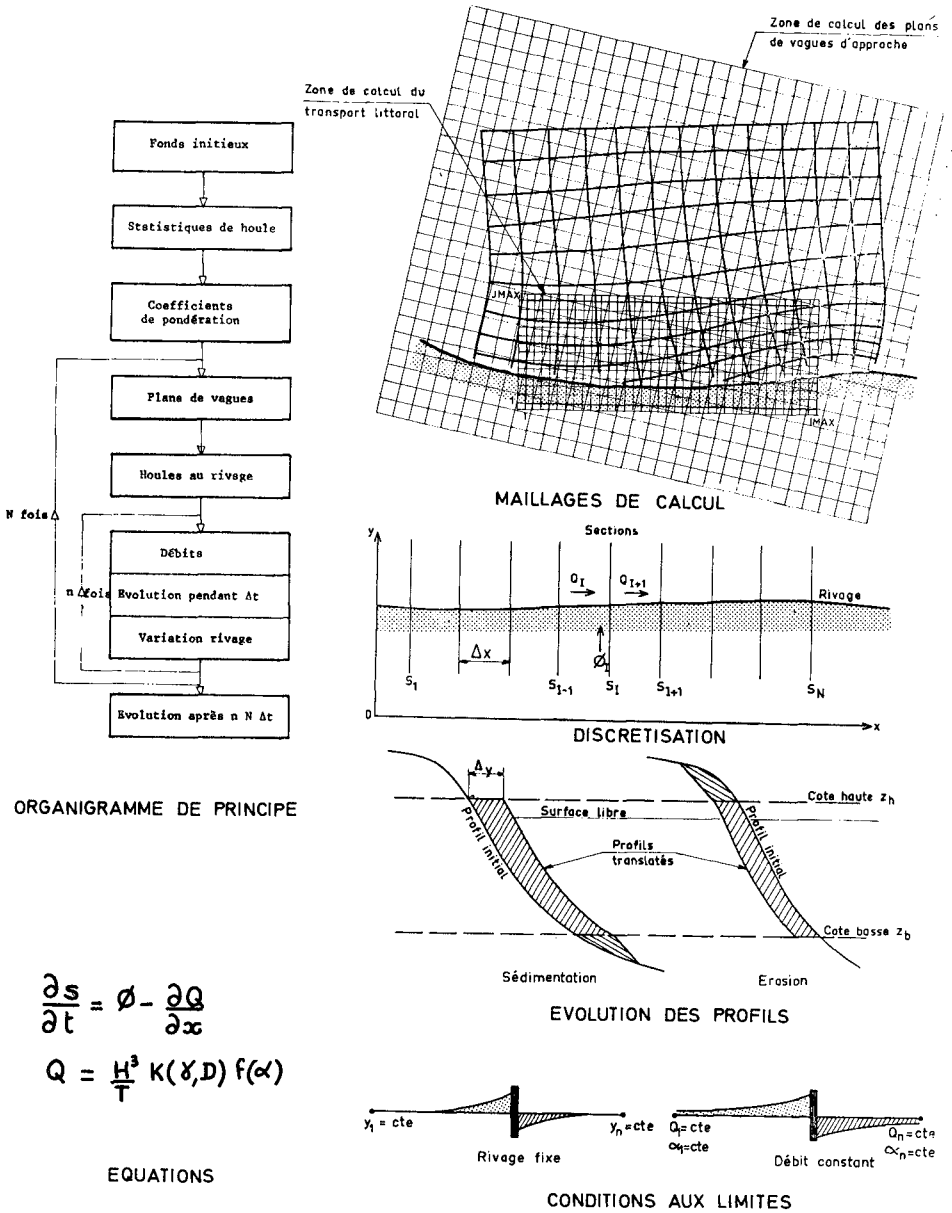 Zone de calcul des plans
de vagues d'approche
Zone de calcul du
transport littoral
JMAX
1
IMAX
MAILLAGES DE CALCUL
Fonds initieux
Statistiques de houle
Coefficients
de pondération
Plans de vagues
Houles au rivage
N fois
Débits
n fois
Evolution pendant Δt
Variation rivage
Evolution après n N Δt
ORGANIGRAMME DE PRINCIPE
y
Sections
Q_I
Q_{I+1}
Rivage
Δx
Ø_I
S_1
S_{I-1}
S_I
S_{I+1}
S_N
0
x
DISCRETISATION
Δy
Cote haute z_h
Surface libre
Profil initial
Profil initial
Profils
translatés
Cote basse z_b
Sédimentation
Erosion
EVOLUTION DES PROFILS
∂s/∂t = Ø - ∂Q/∂x
Q = H³/T K(γ,D) f(α)
EQUATIONS
y_1 = cte
y_n = cte
Rivage fixe
Q_1 = cte
α_1 = cte
Q_n = cte
α_n = cte
Débit constant
CONDITIONS AUX LIMITES